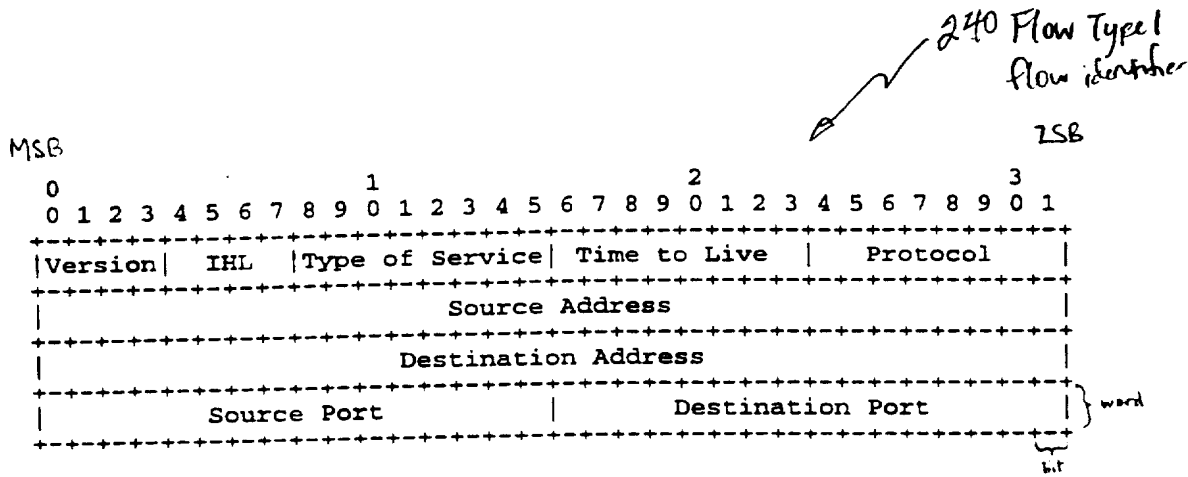 240 Flow Type 1
flow identifier
MSB LSB
0 1 2 3
0 1 2 3 4 5 6 7 8 9 0 1 2 3 4 5 6 7 8 9 0 1 2 3 4 5 6 7 8 9 0 1
+-+-+-+-+-+-+-+-+-+-+-+-+-+-+-+-+-+-+-+-+-+-+-+-+-+-+-+-+-+-+-+-+
|Version| IHL |Type of Service| Time to Live | Protocol |
+-+-+-+-+-+-+-+-+-+-+-+-+-+-+-+-+-+-+-+-+-+-+-+-+-+-+-+-+-+-+-+-+
| Source Address |
+-+-+-+-+-+-+-+-+-+-+-+-+-+-+-+-+-+-+-+-+-+-+-+-+-+-+-+-+-+-+-+-+
| Destination Address |
+-+-+-+-+-+-+-+-+-+-+-+-+-+-+-+-+-+-+-+-+-+-+-+-+-+-+-+-+-+-+-+-+
| Source Port | Destination Port | } word
+-+-+-+-+-+-+-+-+-+-+-+-+-+-+-+-+-+-+-+-+-+-+-+-+-+-+-+-+-+-+-+-+
bit